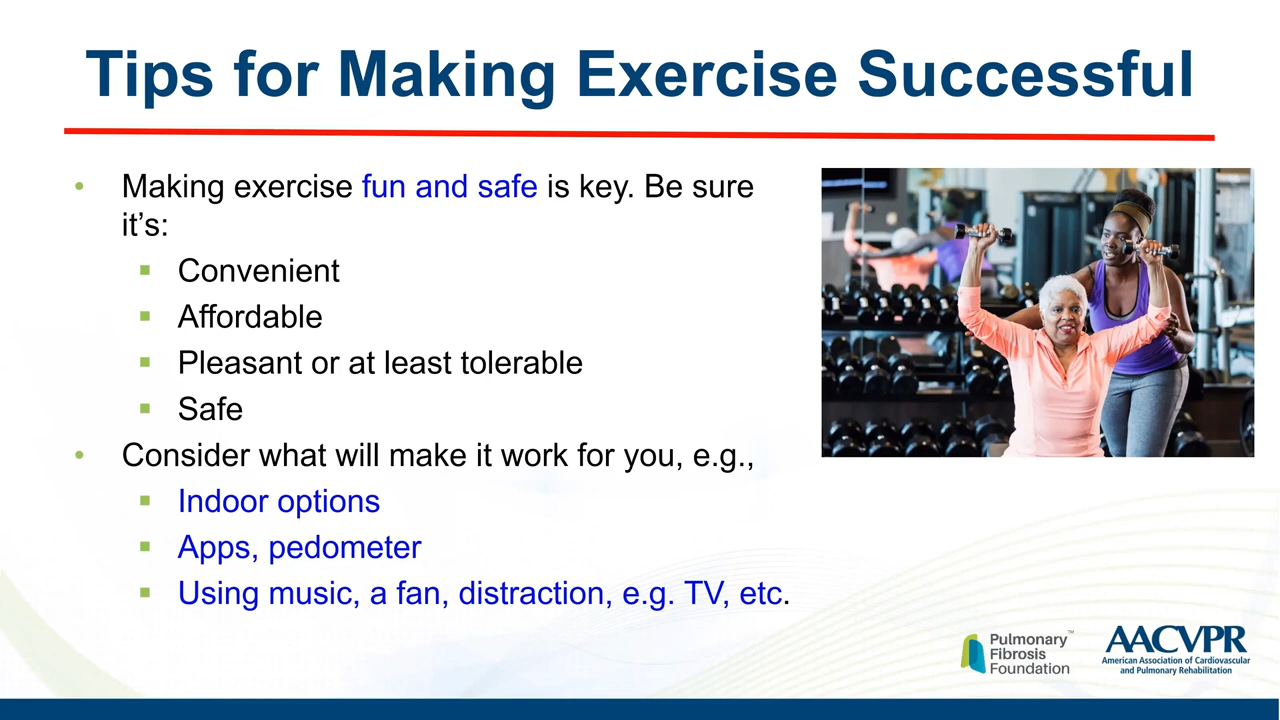 Tips for Making Exercise Successful
• Making exercise fun and safe is key. Be sure
it’s:
▪ Convenient
▪ Affordable
▪ Pleasant or at least tolerable
▪ Safe
• Consider what will make it work for you, e.g.,
▪ Indoor options
▪ Apps, pedometer
▪ Using music, a fan, distraction, e.g. TV, etc.
Pulmonary™
Fibrosis
Foundation
AACVPR
American Association of Cardiovascular
and Pulmonary Rehabilitation